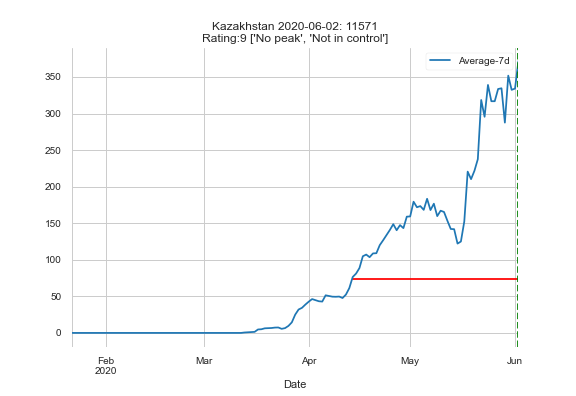 Kazakhstan 2020-06-02: 11571
Rating:9 ['No peak', 'Not in control']
Average-7d
350
300
250
200
150
100
50
0
Feb
2020
Mar
Apr
May
Jun
Date